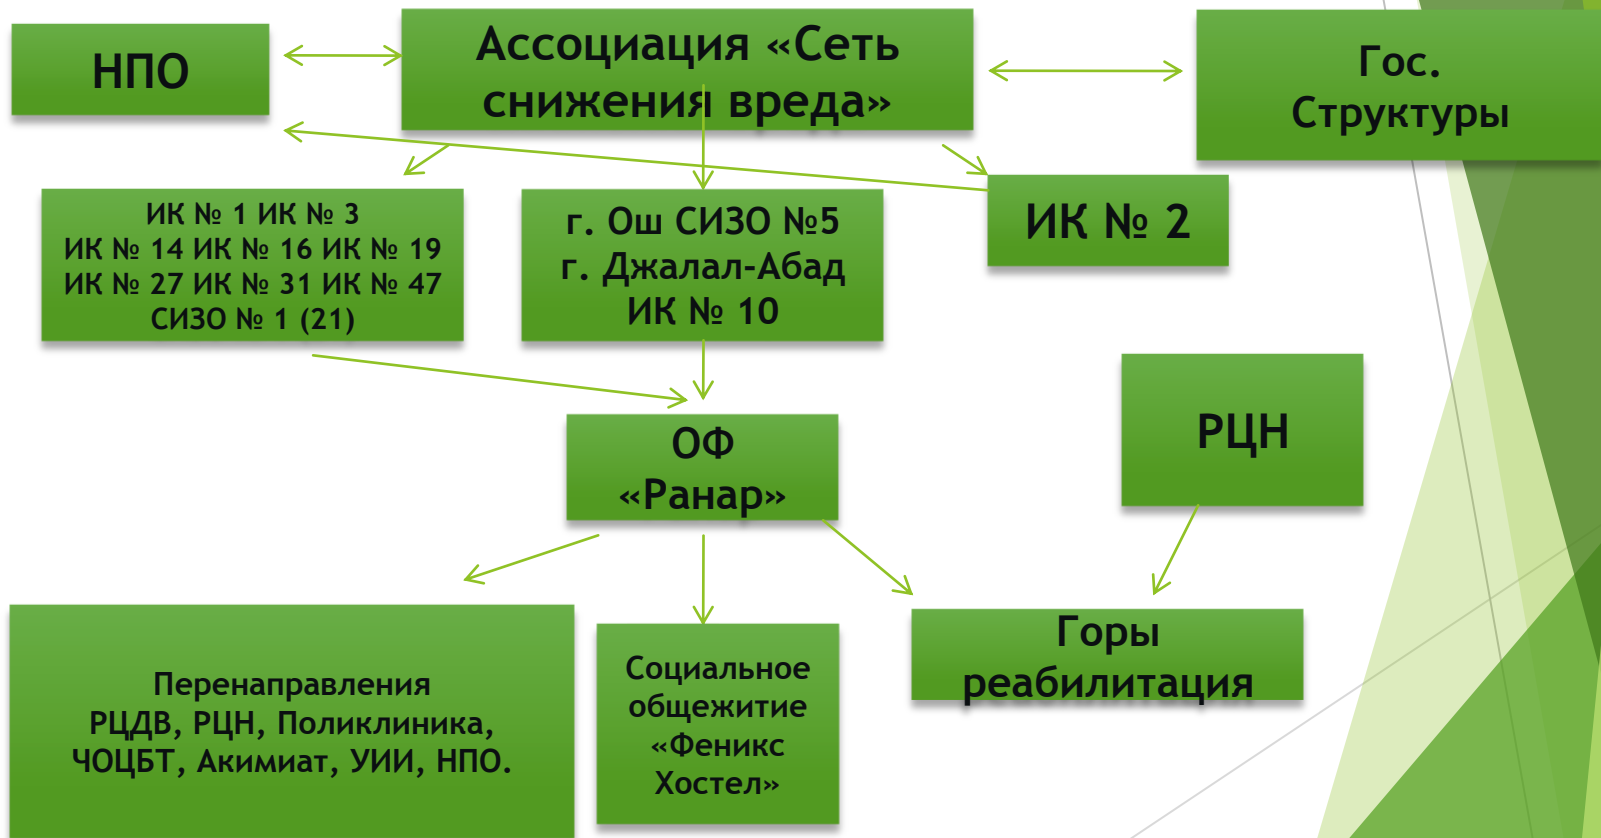 НПО
Ассоциация «Сеть
снижения вреда»
Гос.
Структуры
ИК № 1 ИК № 3
ИК № 14 ИК № 16 ИК № 19
ИК № 27 ИК № 31 ИК № 47
СИЗО № 1 (21)
г. Ош СИЗО №5
г. Джалал-Абад
ИК № 10
ИК № 2
ОФ
«Ранар»
РЦН
Перенаправления
РЦДВ, РЦН, Поликлиника,
ЧОЦБТ, Акимиат, УИИ, НПО.
Социальное
общежитие
«Феникс
Хостел»
Горы
реабилитация